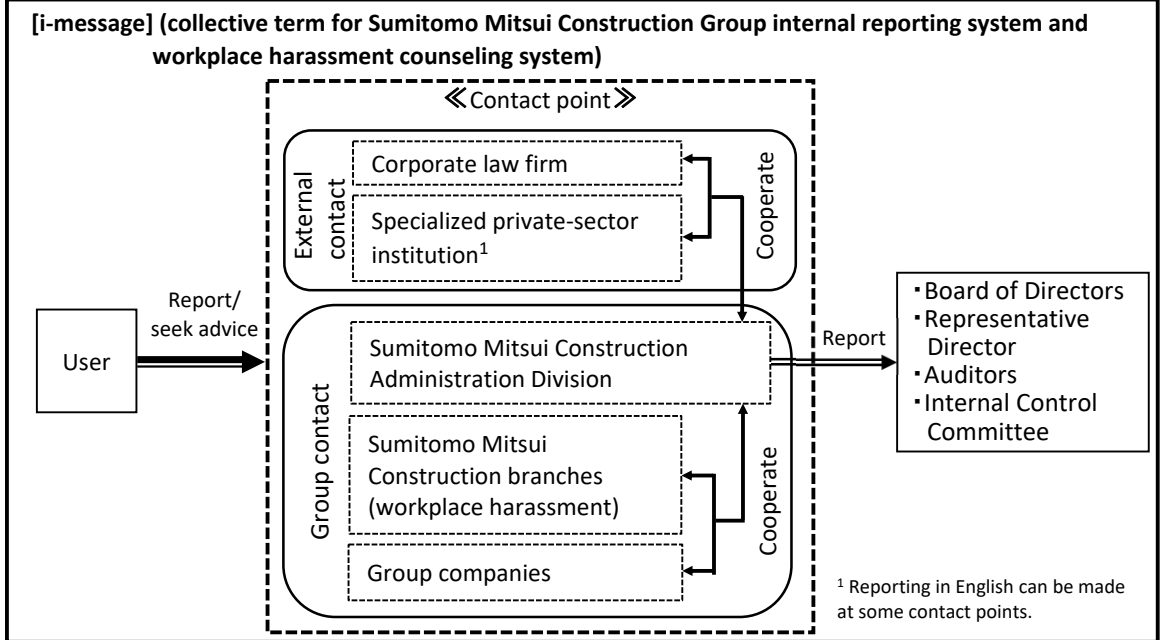 [i-message] (collective term for Sumitomo Mitsui Construction Group internal reporting system and
workplace harassment counseling system)
≪Contact point≫
External
contact
Corporate law firm
Specialized private-sector
institution¹
Cooperate
User
Report/
seek advice
Group contact
Sumitomo Mitsui Construction
Administration Division
Sumitomo Mitsui
Construction branches
(workplace harassment)
Group companies
Cooperate
Report
・Board of Directors
・Representative
Director
・Auditors
・Internal Control
Committee
¹ Reporting in English can be made
at some contact points.